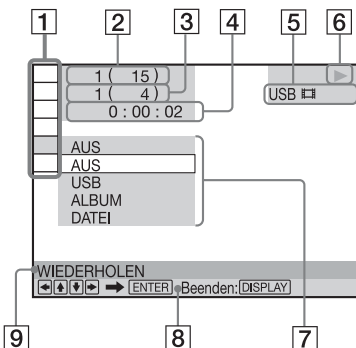 1 2 3 4 5 6
1 ( 15)
1 ( 4)
0 : 00 : 02
USB
AUS
AUS
USB
ALBUM
DATEI
WIEDERHOLEN
ENTER Beenden: DISPLAY
9 8 7